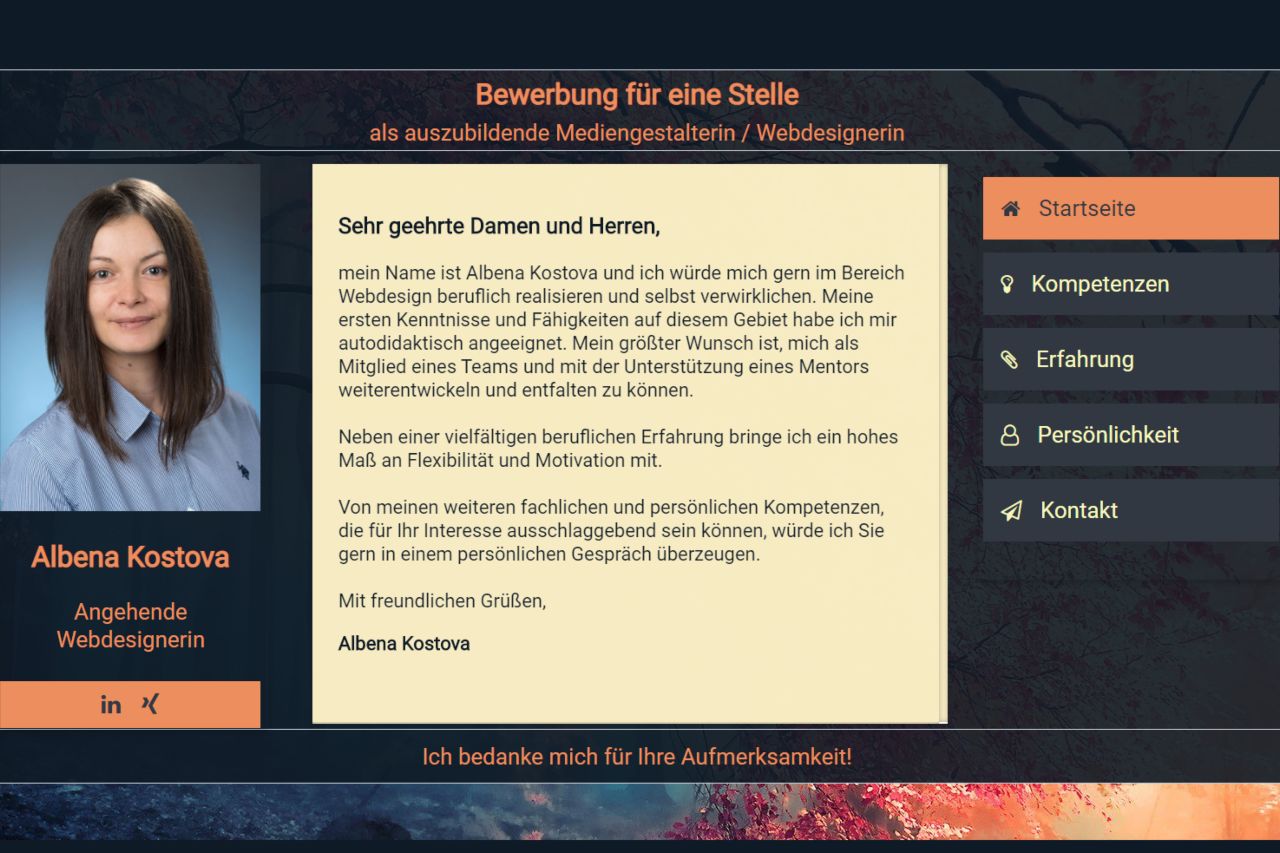 Bewerbung für eine Stelle
als auszubildende Mediengestalterin / Webdesignerin
Albena Kostova
Angehende
Webdesignerin
in
Sehr geehrte Damen und Herren,
mein Name ist Albena Kostova und ich würde mich gern im Bereich
Webdesign beruflich realisieren und selbst verwirklichen. Meine
ersten Kenntnisse und Fähigkeiten auf diesem Gebiet habe ich mir
autodidaktisch angeeignet. Mein größter Wunsch ist, mich als
Mitglied eines Teams und mit der Unterstützung eines Mentors
weiterentwickeln und entfalten zu können.
Neben einer vielfältigen beruflichen Erfahrung bringe ich ein hohes
Maß an Flexibilität und Motivation mit.
Von meinen weiteren fachlichen und persönlichen Kompetenzen,
die für Ihr Interesse ausschlaggebend sein können, würde ich Sie
gern in einem persönlichen Gespräch überzeugen.
Mit freundlichen Grüßen,
Albena Kostova
Startseite
Kompetenzen
Erfahrung
Persönlichkeit
Kontakt
Ich bedanke mich für Ihre Aufmerksamkeit!